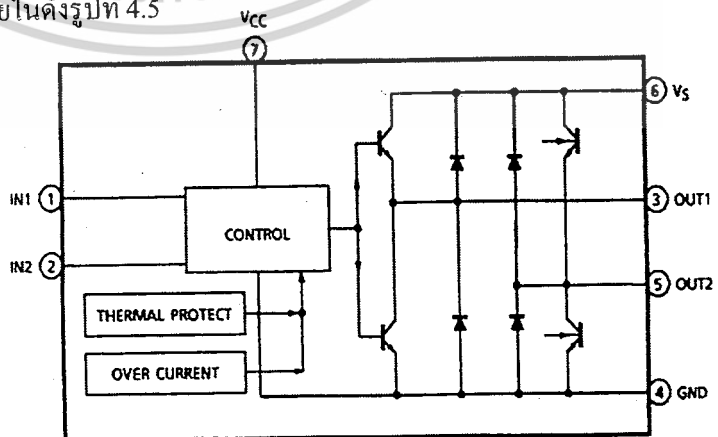 ในดังรูปที่ 4.5
VCC
7
6 VS
IN1 1
3 OUT1
CONTROL
IN2 2
5 OUT2
THERMAL PROTECT
OVER CURRENT
4 GND